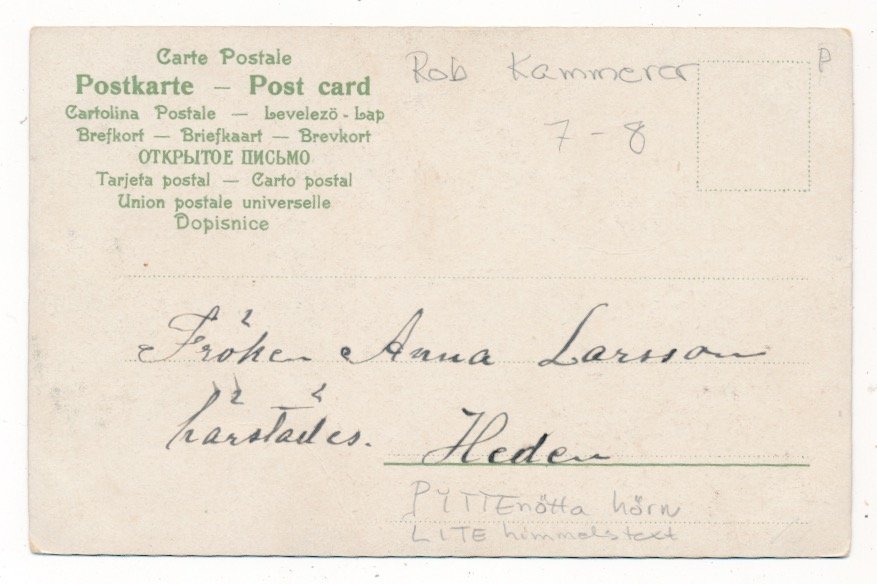 Carte Postale
Postkarte — Post card
Cartolina Postale — Levelezö-Lap
Brefkort — Briefkaart — Brevkort
ОТКРЫТОЕ ПИСЬМО
Tarjeta postal — Carto postal
Union postale universelle
Dopisnice
Rob Kammerer
P
7-8
Fröken Anna Larsson
härstädes. Heden
PYTTEnötta hörn
LITE himmelstext